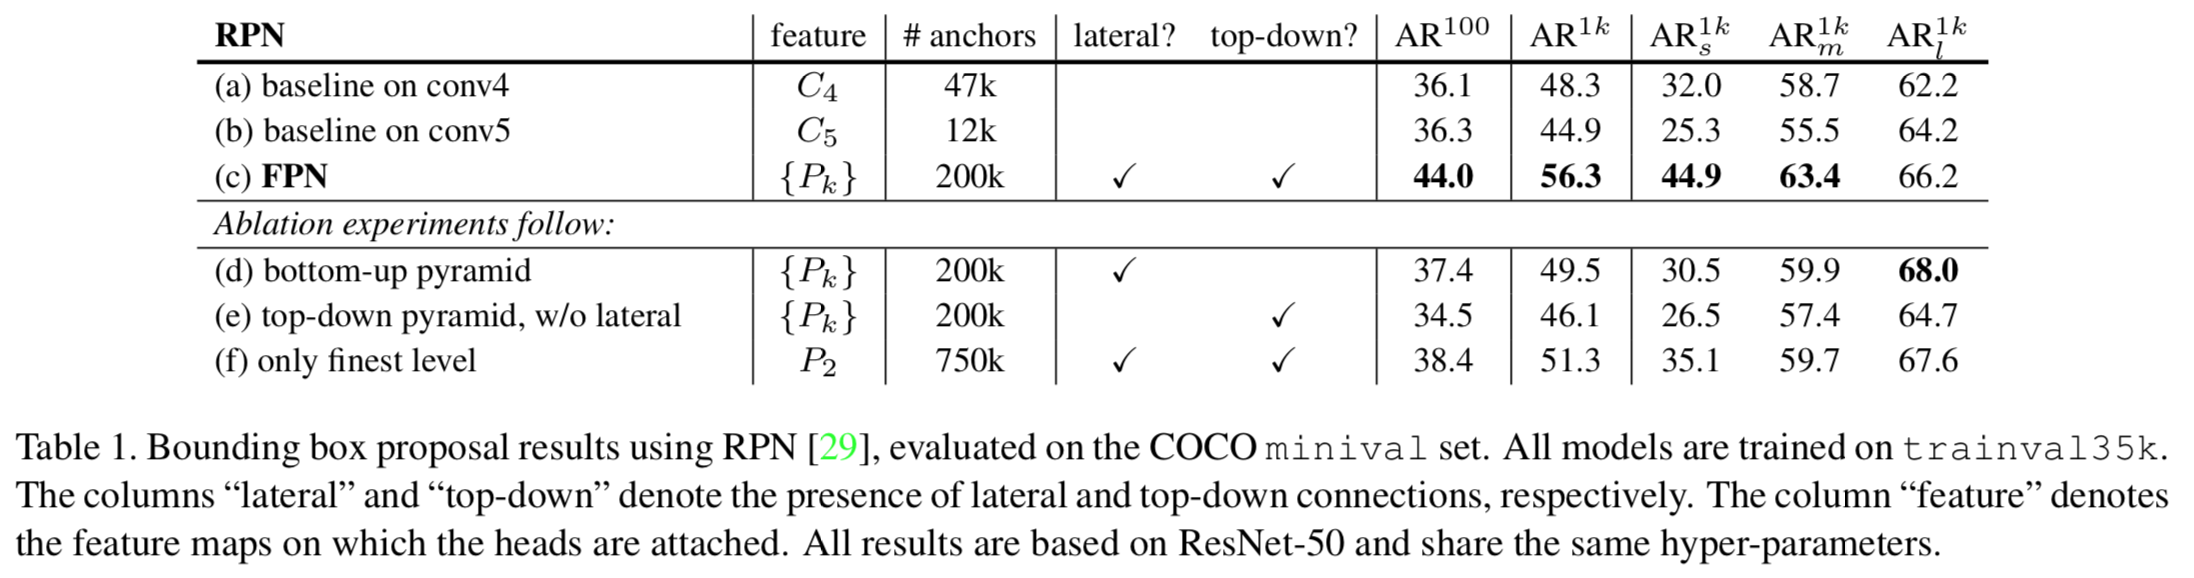 RPN feature # anchors lateral? top-down? AR^100 AR^1k AR_s^1k AR_m^1k AR_l^1k
(a) baseline on conv4 C_4 47k 36.1 48.3 32.0 58.7 62.2
(b) baseline on conv5 C_5 12k 36.3 44.9 25.3 55.5 64.2
(c) FPN {P_k} 200k ✓ ✓ 44.0 56.3 44.9 63.4 66.2
Ablation experiments follow:
(d) bottom-up pyramid {P_k} 200k ✓ 37.4 49.5 30.5 59.9 68.0
(e) top-down pyramid, w/o lateral {P_k} 200k ✓ 34.5 46.1 26.5 57.4 64.7
(f) only finest level P_2 750k ✓ ✓ 38.4 51.3 35.1 59.7 67.6
Table 1. Bounding box proposal results using RPN [29], evaluated on the COCO minival set. All models are trained on trainval35k.
The columns “lateral” and “top-down” denote the presence of lateral and top-down connections, respectively. The column “feature” denotes
the feature maps on which the heads are attached. All results are based on ResNet-50 and share the same hyper-parameters.